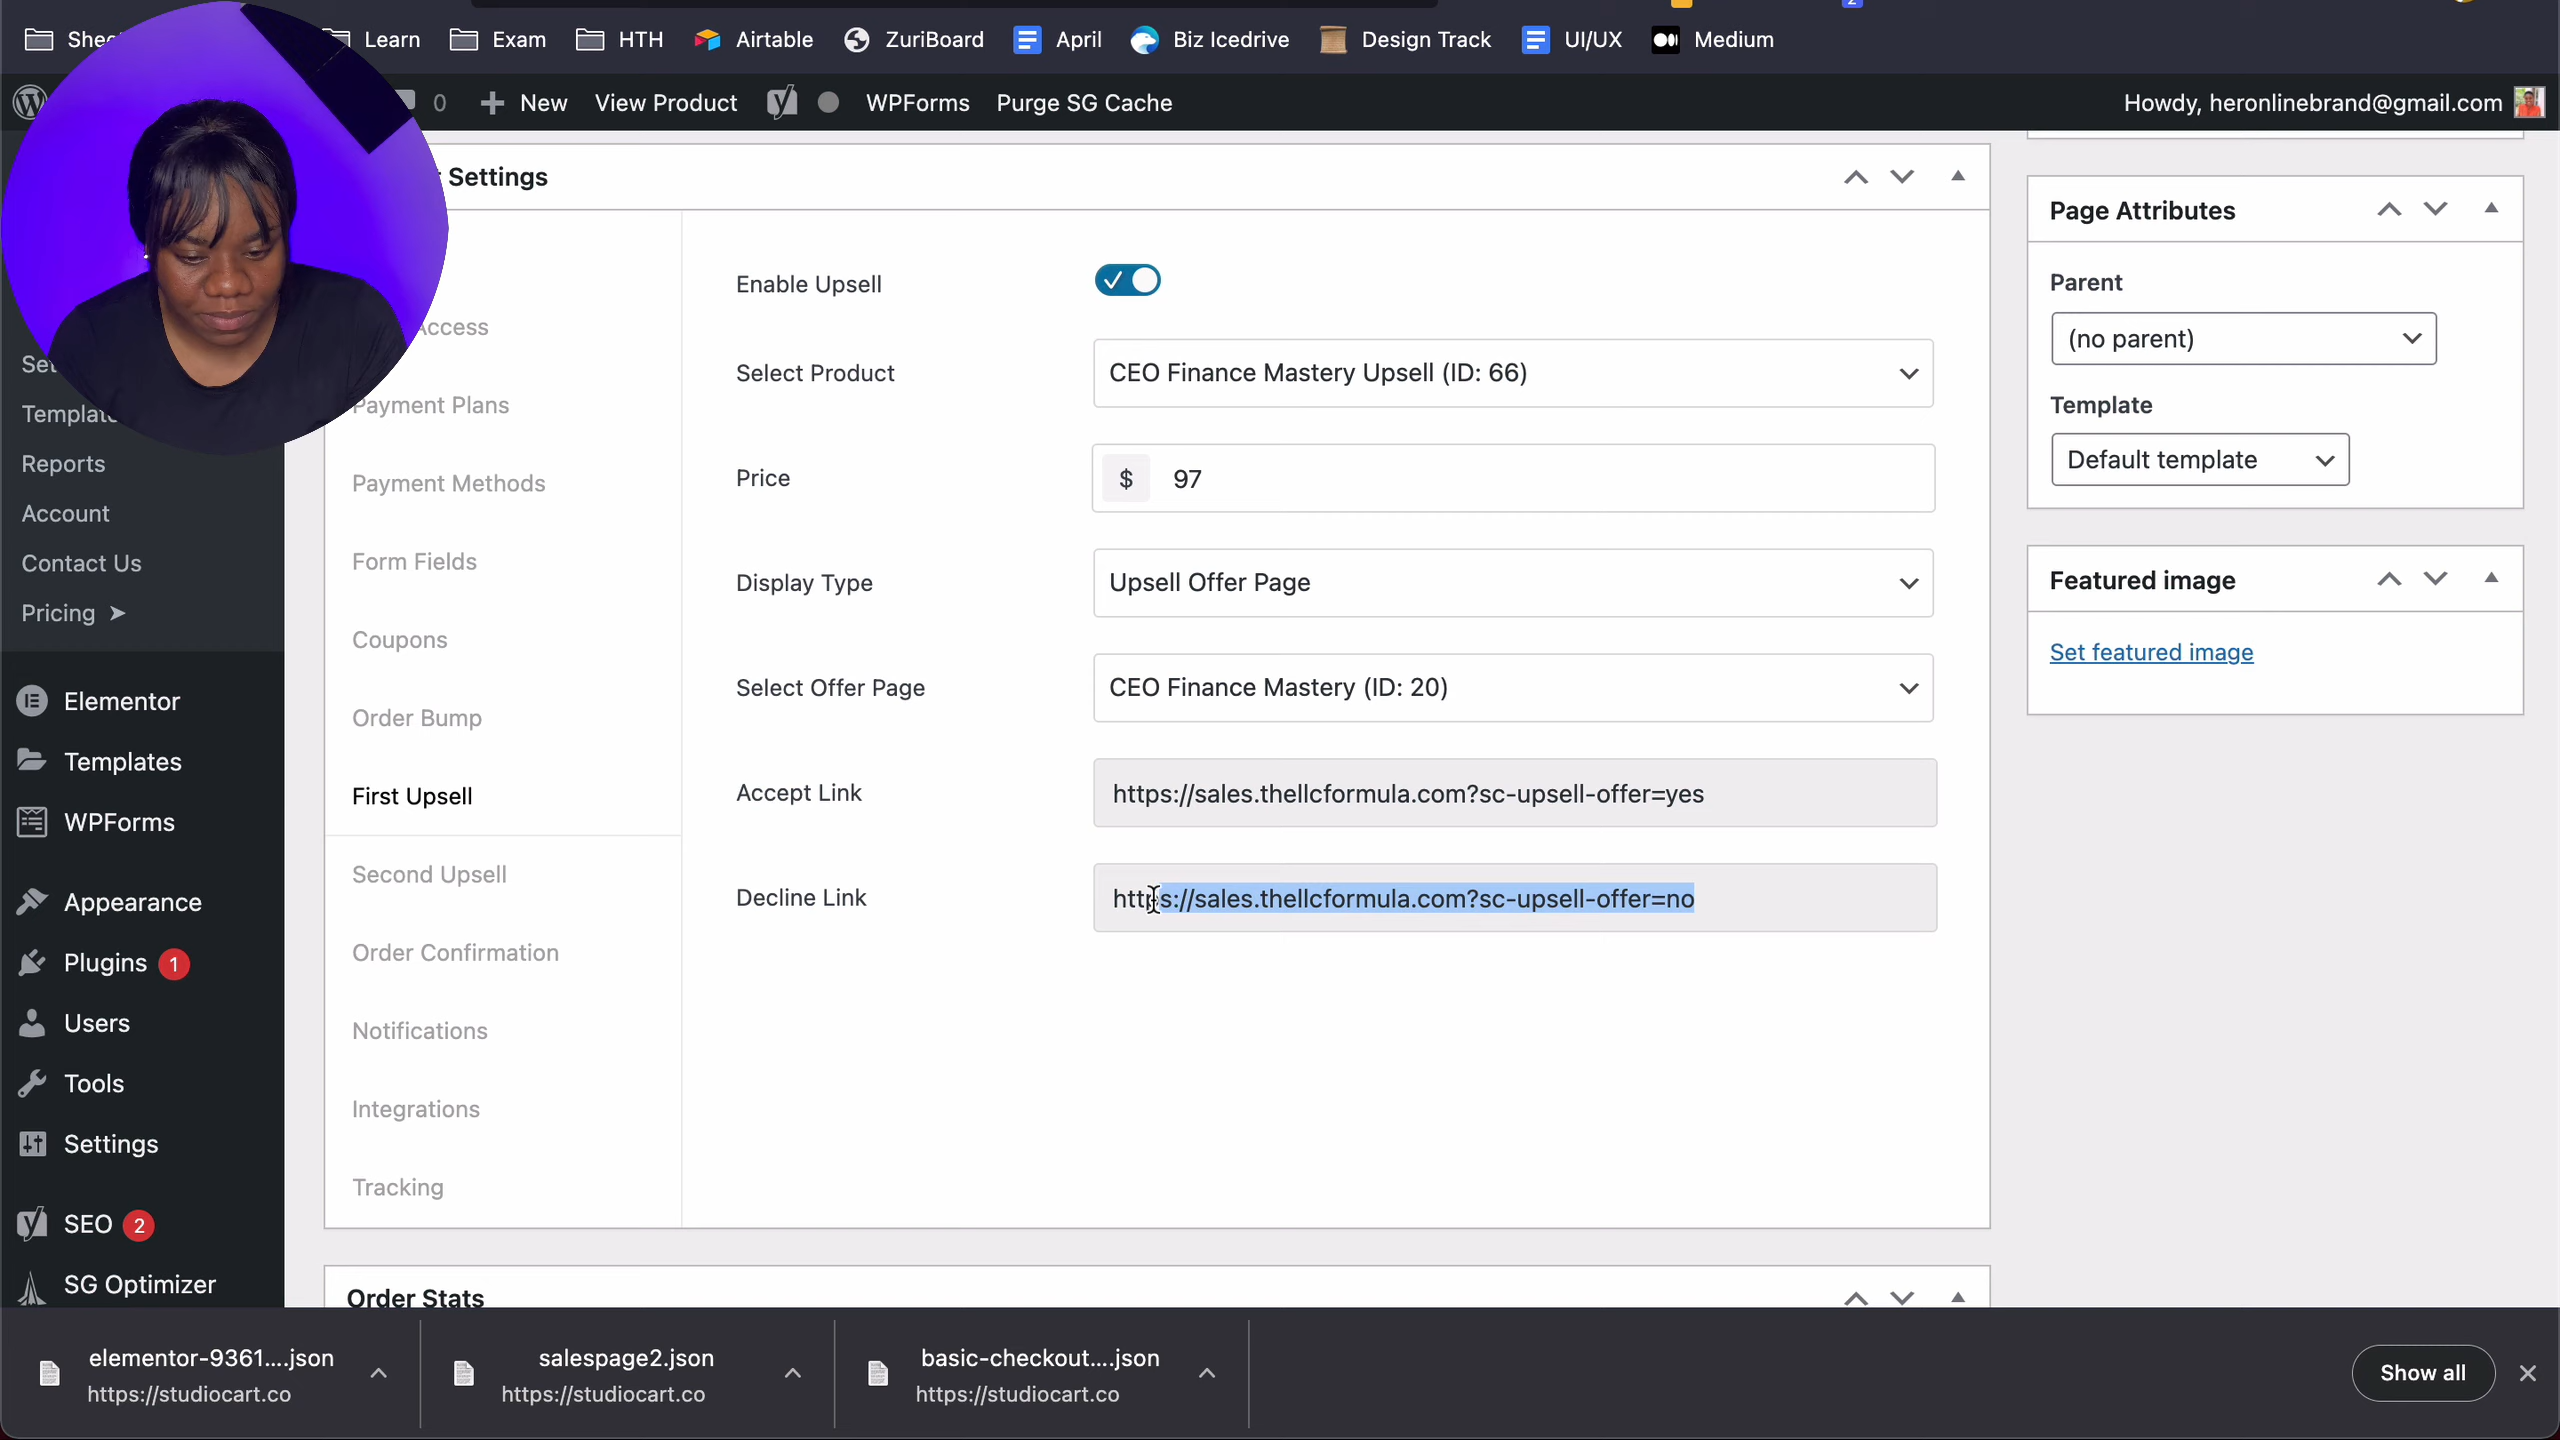 Learn
Exam
HTH
Airtable
ZuriBoard
April
Biz Icedrive
Design Track
UI/UX
Medium
0
New
View Product
WPForms
Purge SG Cache
Howdy, heronlinebrand@gmail.com
Settings
Page Attributes
Parent
(no parent)
Template
Default template
Featured image
Set featured image
Reports
Account
Contact Us
Pricing ➤
Elementor
Templates
WPForms
Appearance
Plugins 1
Users
Tools
Settings
SEO 2
SG Optimizer
Payment Plans
Payment Methods
Form Fields
Coupons
Order Bump
First Upsell
Second Upsell
Order Confirmation
Notifications
Integrations
Tracking
Enable Upsell
Select Product
CEO Finance Mastery Upsell (ID: 66)
Price
$ 97
Display Type
Upsell Offer Page
Select Offer Page
CEO Finance Mastery (ID: 20)
Accept Link
https://sales.thellcformula.com?sc-upsell-offer=yes
Decline Link
https://sales.thellcformula.com?sc-upsell-offer=no
Order Stats
elementor-9361....json
https://studiocart.co
salespage2.json
https://studiocart.co
basic-checkout....json
https://studiocart.co
Show all